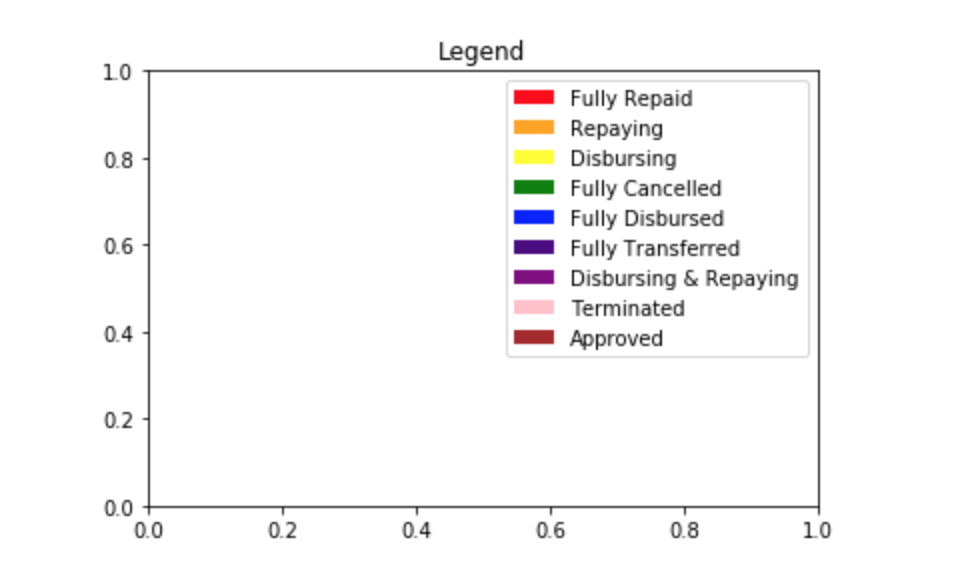 Legend
1.0
0.8
0.6
0.4
0.2
0.0
Fully Repaid
Repaying
Disbursing
Fully Cancelled
Fully Disbursed
Fully Transferred
Disbursing & Repaying
Terminated
Approved
0.0 0.2 0.4 0.6 0.8 1.0